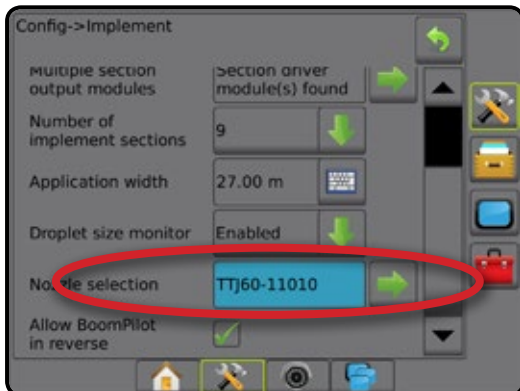 Config->Implement
Multiple section
output modules
Section driver
module(s) found
Number of
implement sections
9
Application width
27.00 m
Droplet size monitor
Enabled
Nozzle selection
TTJ60-11010
Allow BoomPilot
in reverse